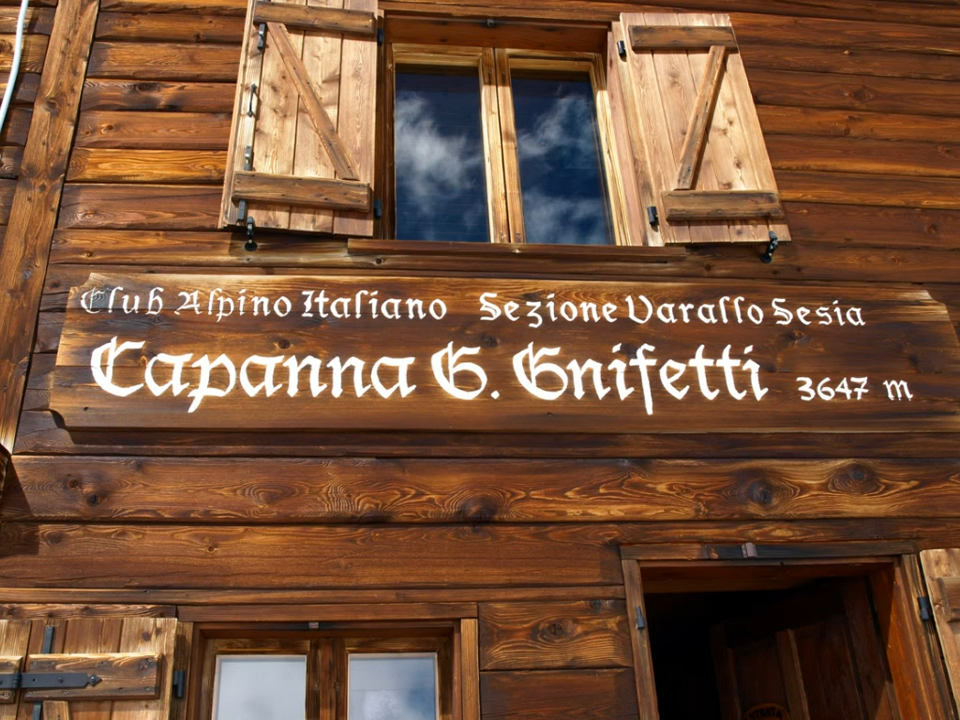 Club Alpino Italiano Sezione Varallo Sesia
Capanna G. Gnifetti 3647 m